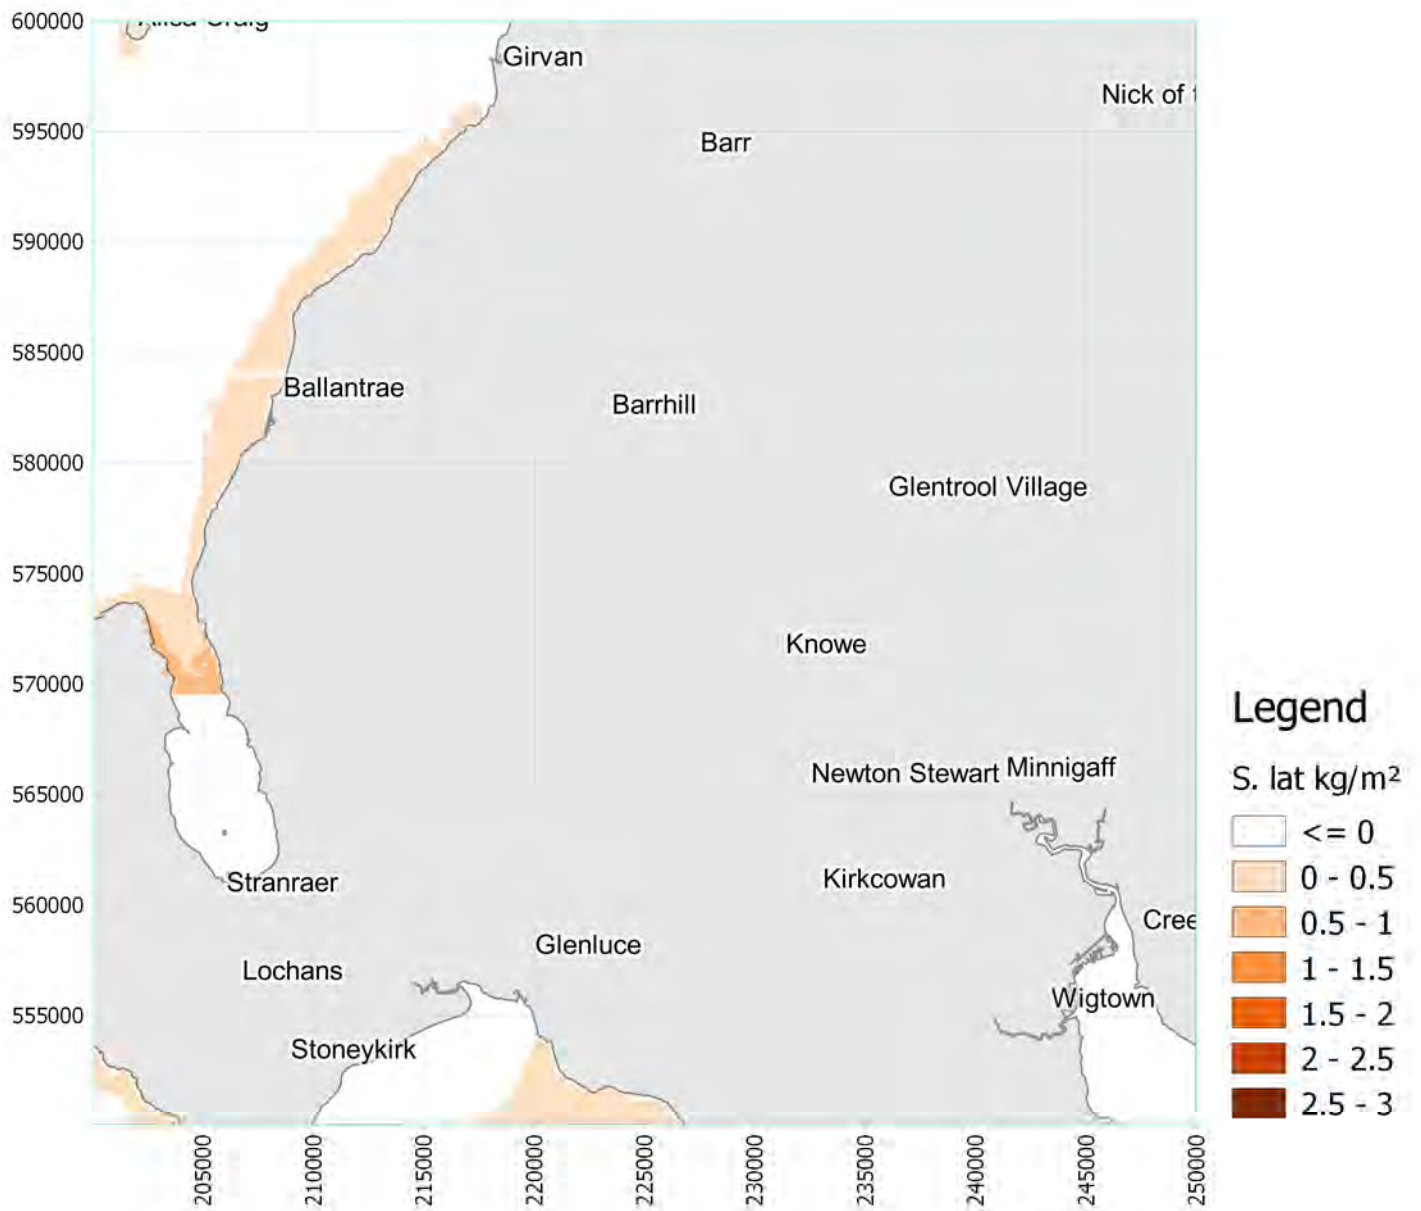 600000
Ailsa Craig
Girvan
Nick of t
595000
Barr
590000
585000
Ballantrae
Barrhill
580000
Glentrool Village
575000
Knowe
570000
Newton Stewart Minnigaff
565000
Stranraer
Kirkcowan
560000
Cree
Glenluce
Lochans
Wigtown
555000
Stoneykirk
205000
210000
215000
220000
225000
230000
235000
240000
245000
250000
Legend
S. lat kg/m²
<= 0
0 - 0.5
0.5 - 1
1 - 1.5
1.5 - 2
2 - 2.5
2.5 - 3